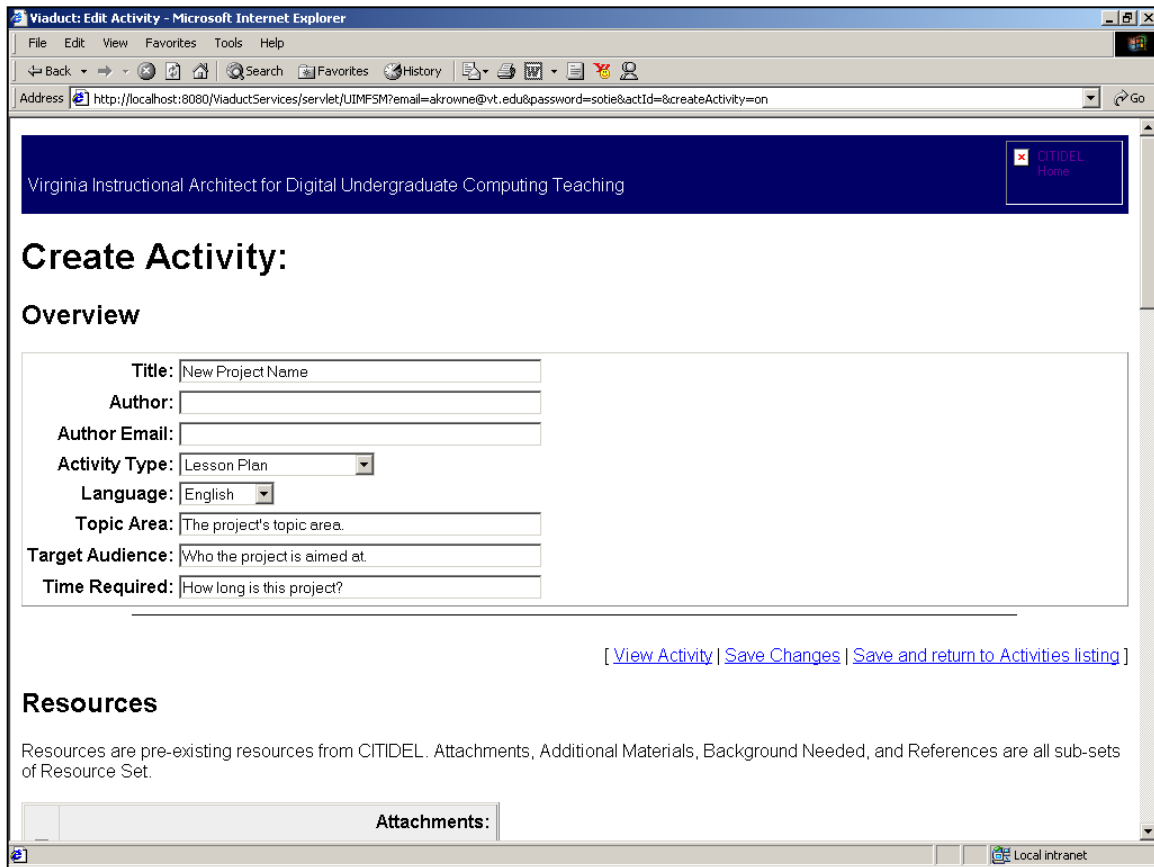 Viaduct: Edit Activity - Microsoft Internet Explorer
File Edit View Favorites Tools Help
Back Search Favorites History
Address http://localhost:8080/ViaductServices/servlet/UIMFSM?email=akrowne@vt.edu&password=sotie&actId=&createActivity=on Go
CITIDEL
Home
Virginia Instructional Architect for Digital Undergraduate Computing Teaching
Create Activity:
Overview
Title: New Project Name
Author:
Author Email:
Activity Type: Lesson Plan
Language: English
Topic Area: The project's topic area.
Target Audience: Who the project is aimed at.
Time Required: How long is this project?
[ View Activity | Save Changes | Save and return to Activities listing ]
Resources
Resources are pre-existing resources from CITIDEL. Attachments, Additional Materials, Background Needed, and References are all sub-sets
of Resource Set.
Attachments:
Local intranet